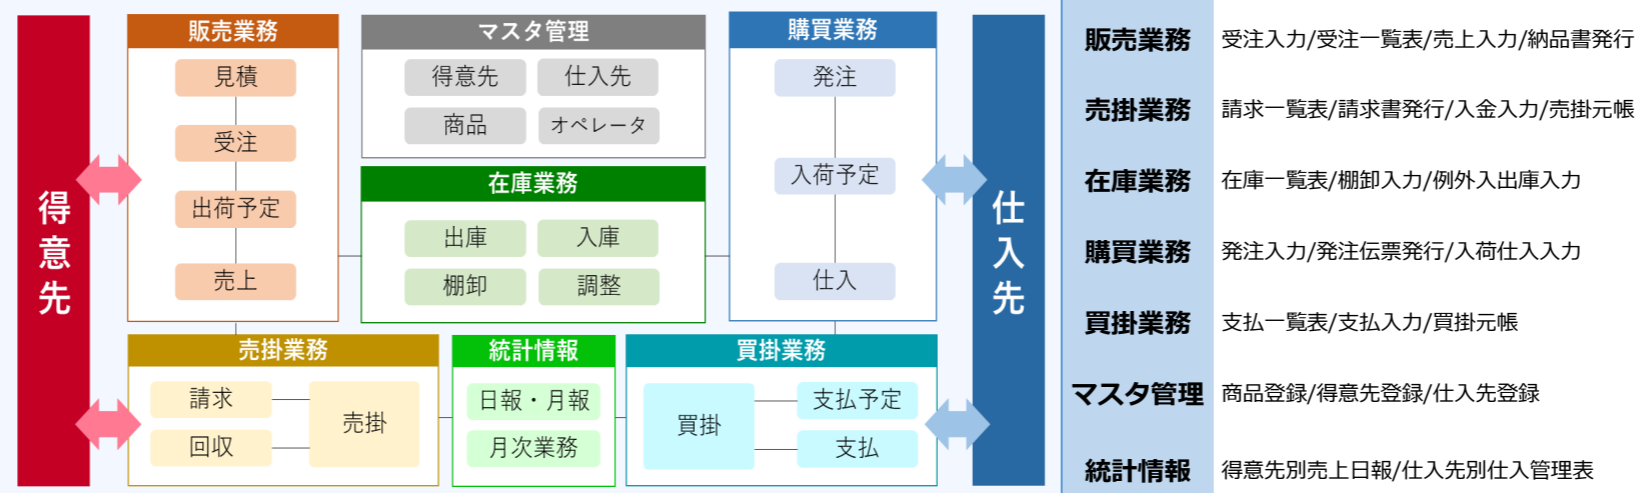 得意先
販売業務
見積
受注
出荷予定
売上
マスタ管理
得意先 仕入先
商品 オペレータ
在庫業務
出庫 入庫
棚卸 調整
購買業務
発注
入荷予定
仕入
仕入先
売掛業務
請求
回収
売掛
統計情報
日報・月報
月次業務
買掛業務
買掛
支払予定
支払
販売業務 受注入力/受注一覧表/売上入力/納品書発行
売掛業務 請求一覧表/請求書発行/入金入力/売掛元帳
在庫業務 在庫一覧表/棚卸入力/例外入出庫入力
購買業務 発注入力/発注伝票発行/入荷仕入入力
買掛業務 支払一覧表/支払入力/買掛元帳
マスタ管理 商品登録/得意先登録/仕入先登録
統計情報 得意先別売上日報/仕入先別仕入管理表